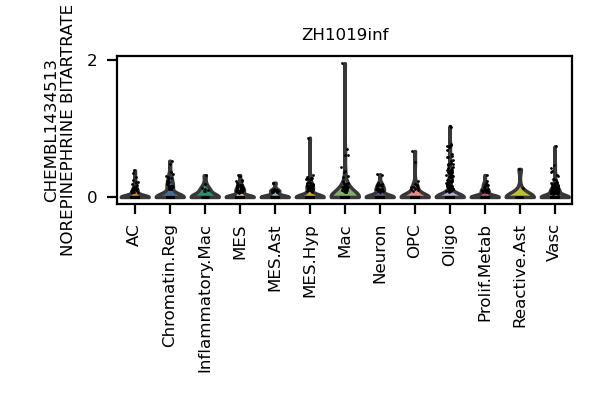 ZH1019inf
CHEMBL1434513
NOREPINEPHRINE BITARTRATE
2
0
AC
Chromatin.Reg
Inflammatory.Mac
MES
MES.Ast
MES.Hyp
Mac
Neuron
OPC
Oligo
Prolif.Metab
Reactive.Ast
Vasc